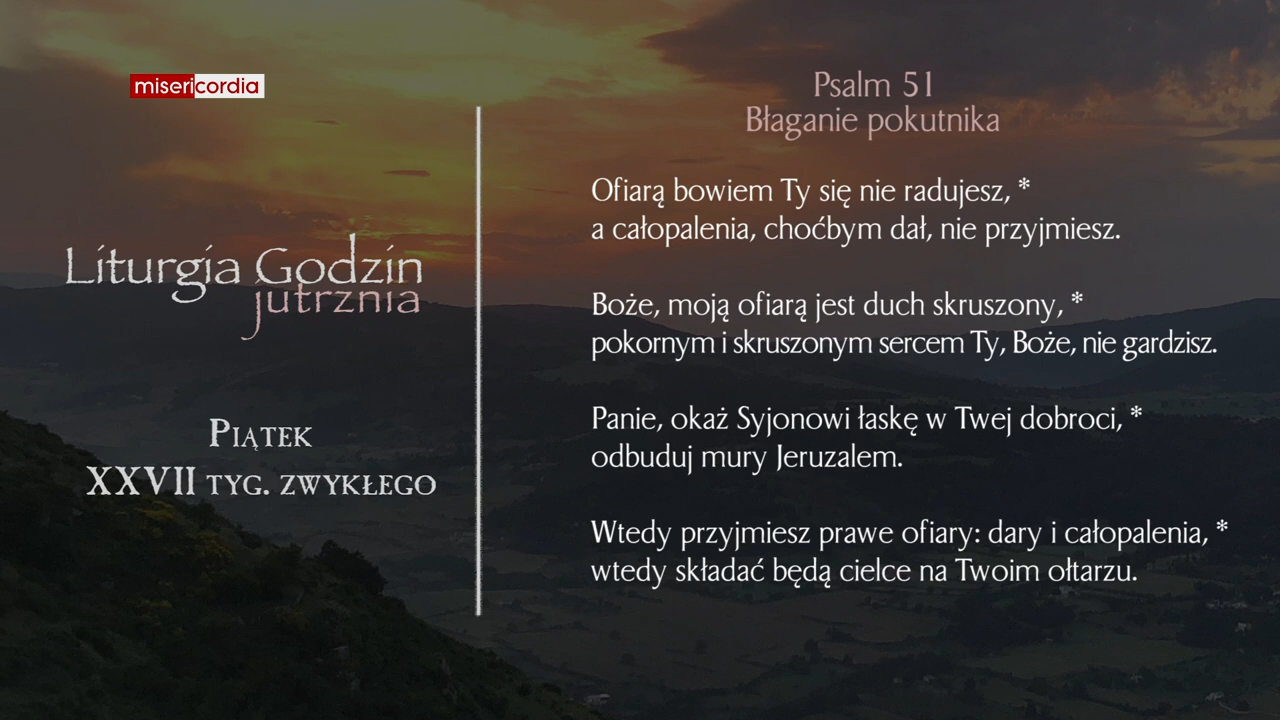 misericordia
Liturgia Godzin
jutrznia
Piątek
XXVII tyg. zwykłego
Psalm 51
Błaganie pokutnika
Ofiarą bowiem Ty się nie radujesz, *
a całopalenia, choćbym dał, nie przyjmiesz.
Boże, moją ofiarą jest duch skruszony, *
pokornym i skruszonym sercem Ty, Boże, nie gardzisz.
Panie, okaż Syjonowi łaskę w Twej dobroci, *
odbuduj mury Jeruzalem.
Wtedy przyjmiesz prawe ofiary: dary i całopalenia, *
wtedy składać będą cielce na Twoim ołtarzu.